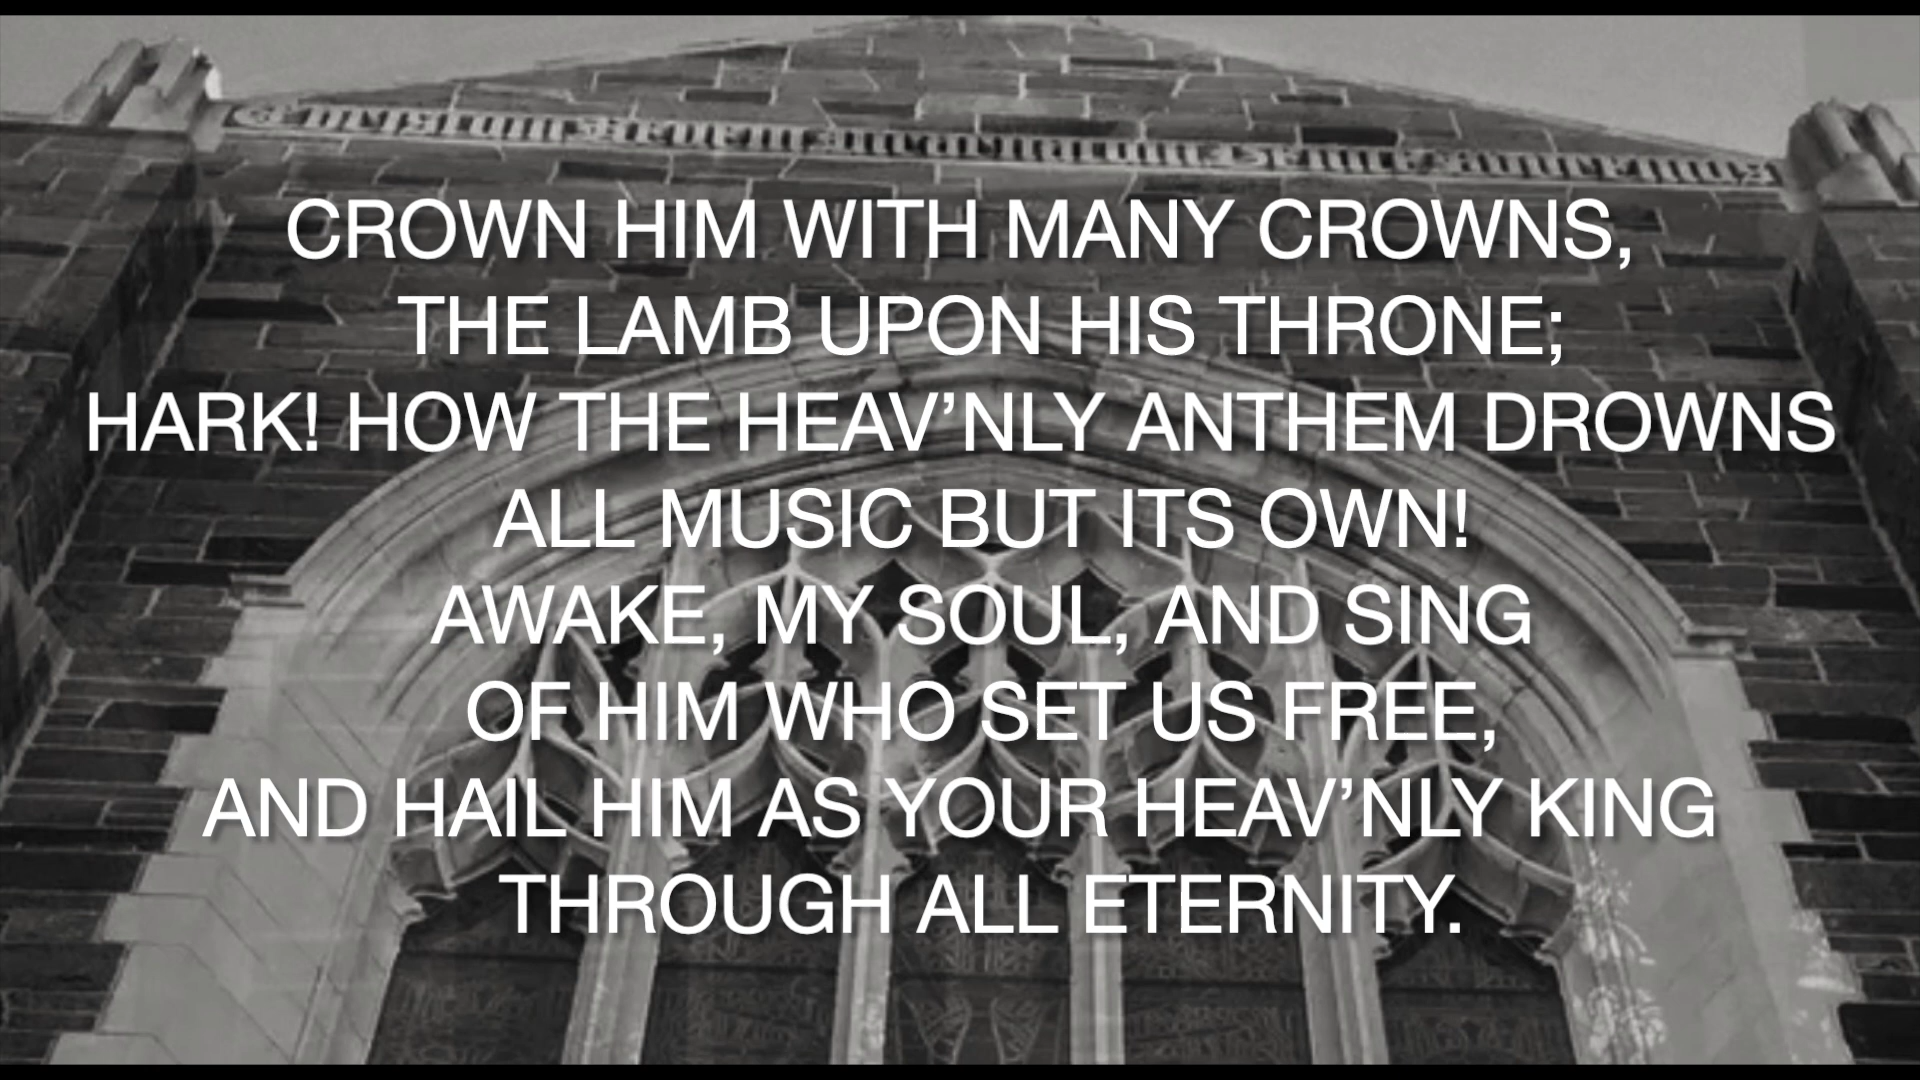 CROWN HIM WITH MANY CROWNS,
THE LAMB UPON HIS THRONE;
HARK! HOW THE HEAV’NLY ANTHEM DROWNS
ALL MUSIC BUT ITS OWN!
AWAKE, MY SOUL, AND SING
OF HIM WHO SET US FREE,
AND HAIL HIM AS YOUR HEAV’NLY KING
THROUGH ALL ETERNITY.